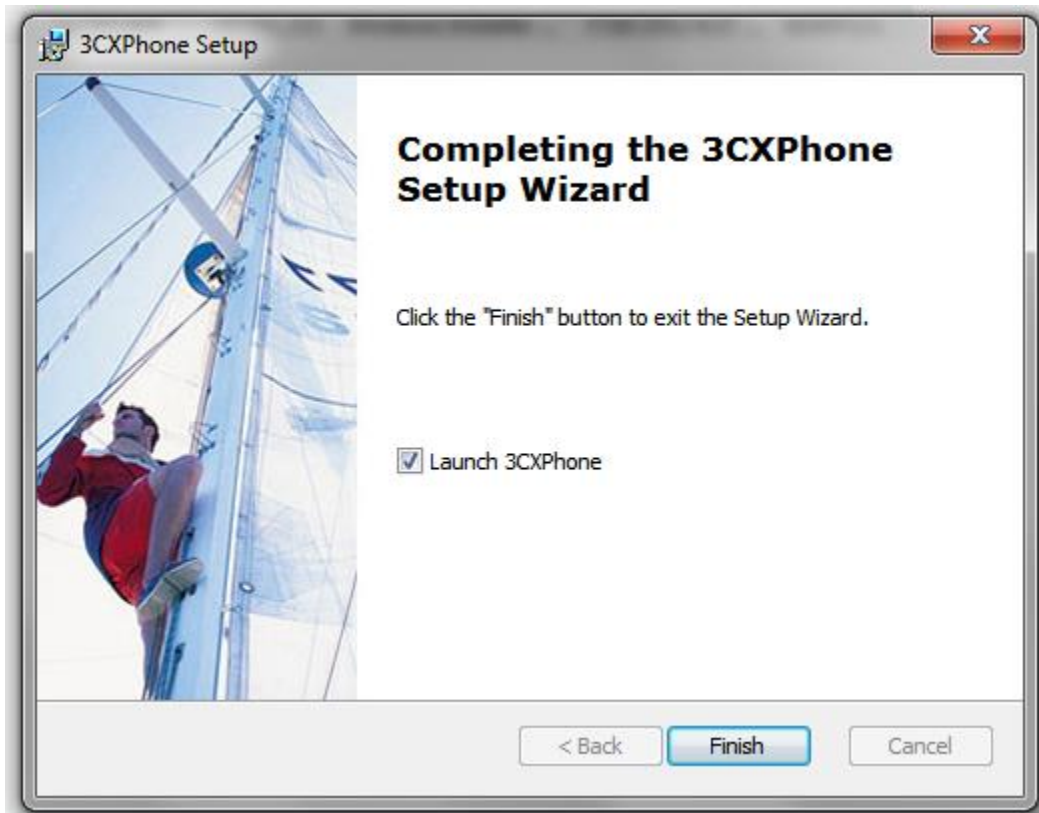 3CXPhone Setup
Completing the 3CXPhone
Setup Wizard
Click the "Finish" button to exit the Setup Wizard.
Launch 3CXPhone
< Back
Finish
Cancel